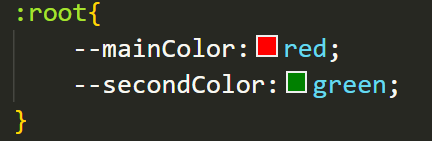 :root{
--mainColor:red;
--secondColor:green;
}